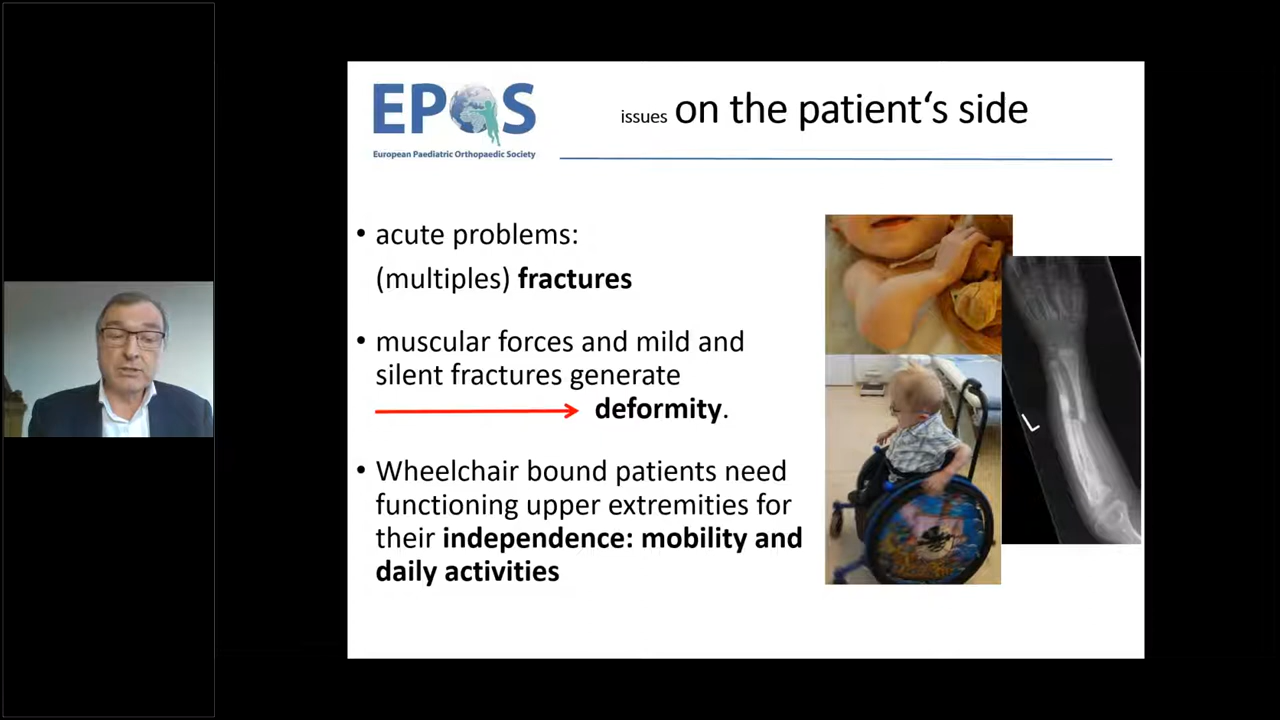 EPOS
European Paediatric Orthopaedic Society
issues on the patient‘s side
• acute problems:
(multiples) fractures
• muscular forces and mild and
silent fractures generate
deformity.
• Wheelchair bound patients need
functioning upper extremities for
their independence: mobility and
daily activities
L